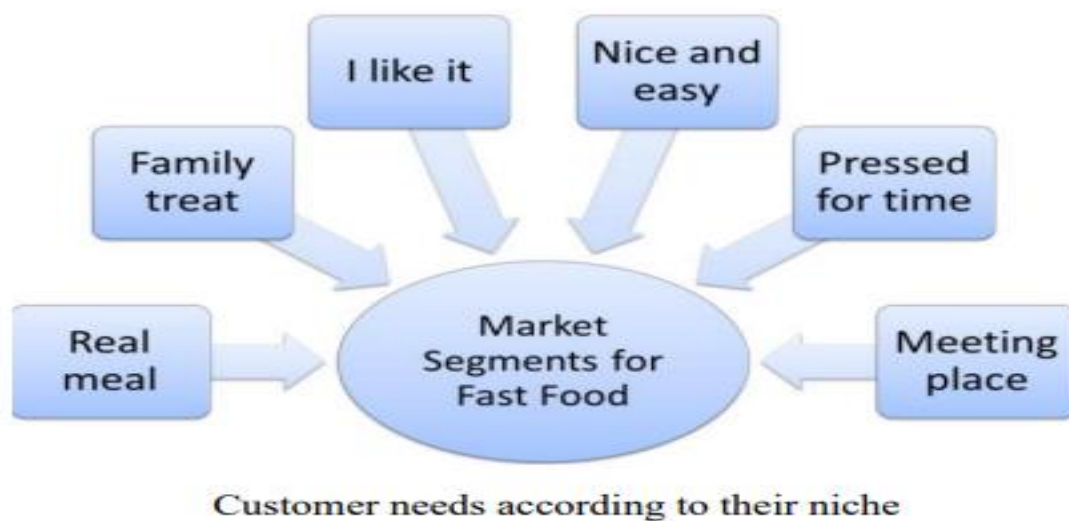 I like it
Nice and
easy
Family
treat
Pressed
for time
Real
meal
Market
Segments for
Fast Food
Meeting
place
Customer needs according to their niche